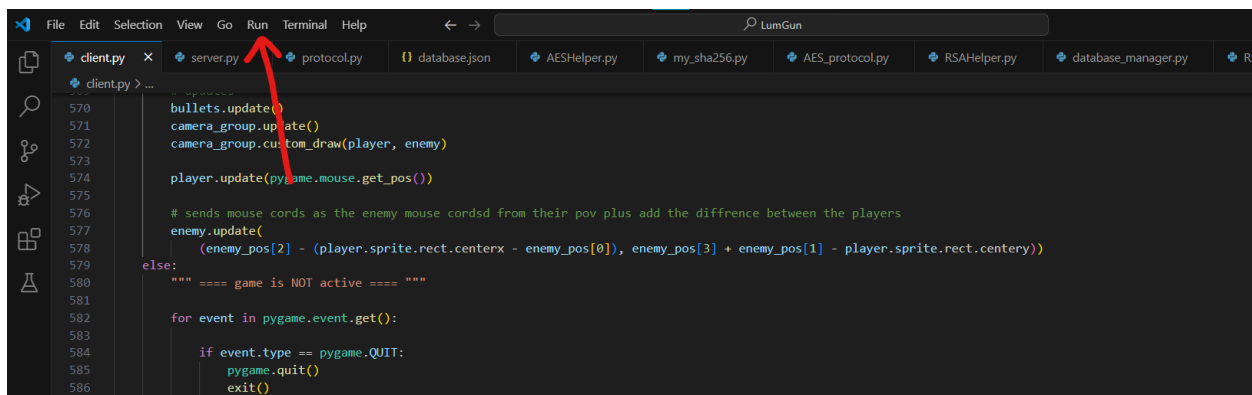 File Edit Selection View Go Run Terminal Help
LumGun
client.py server.py protocol.py {} database.json AESHelper.py my_sha256.py AES_protocol.py RSAHelper.py database_manager.py R
client.py > ...
569 # updates
570 bullets.update()
571 camera_group.update()
572 camera_group.custom_draw(player, enemy)
573
574 player.update(pygame.mouse.get_pos())
575
576 # sends mouse cords as the enemy mouse cordsd from their pov plus add the diffrence between the players
577 enemy.update(
578 (enemy_pos[2] - (player.sprite.rect.centerx - enemy_pos[0]), enemy_pos[3] + enemy_pos[1] - player.sprite.rect.centery))
579 else:
580 """ ==== game is NOT active ==== """
581
582 for event in pygame.event.get():
583
584 if event.type == pygame.QUIT:
585 pygame.quit()
586 exit()